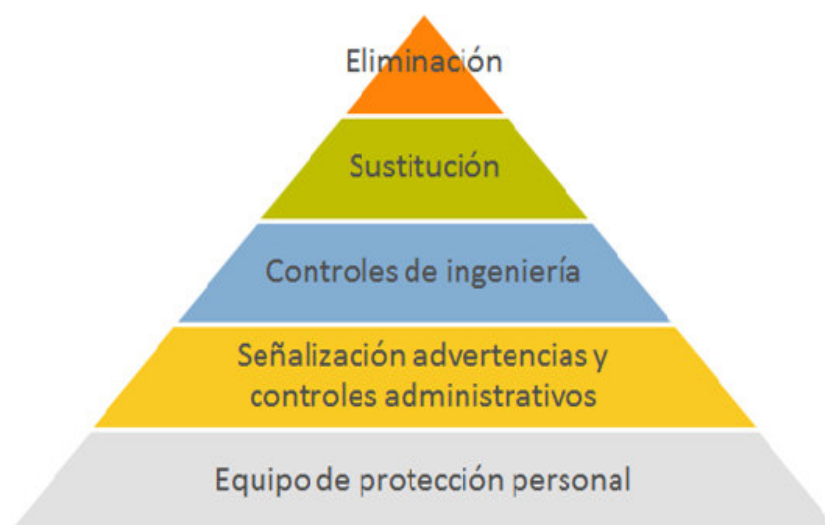 Eliminación
Sustitución
Controles de ingeniería
Señalización advertencias y
controles administrativos
Equipo de protección personal